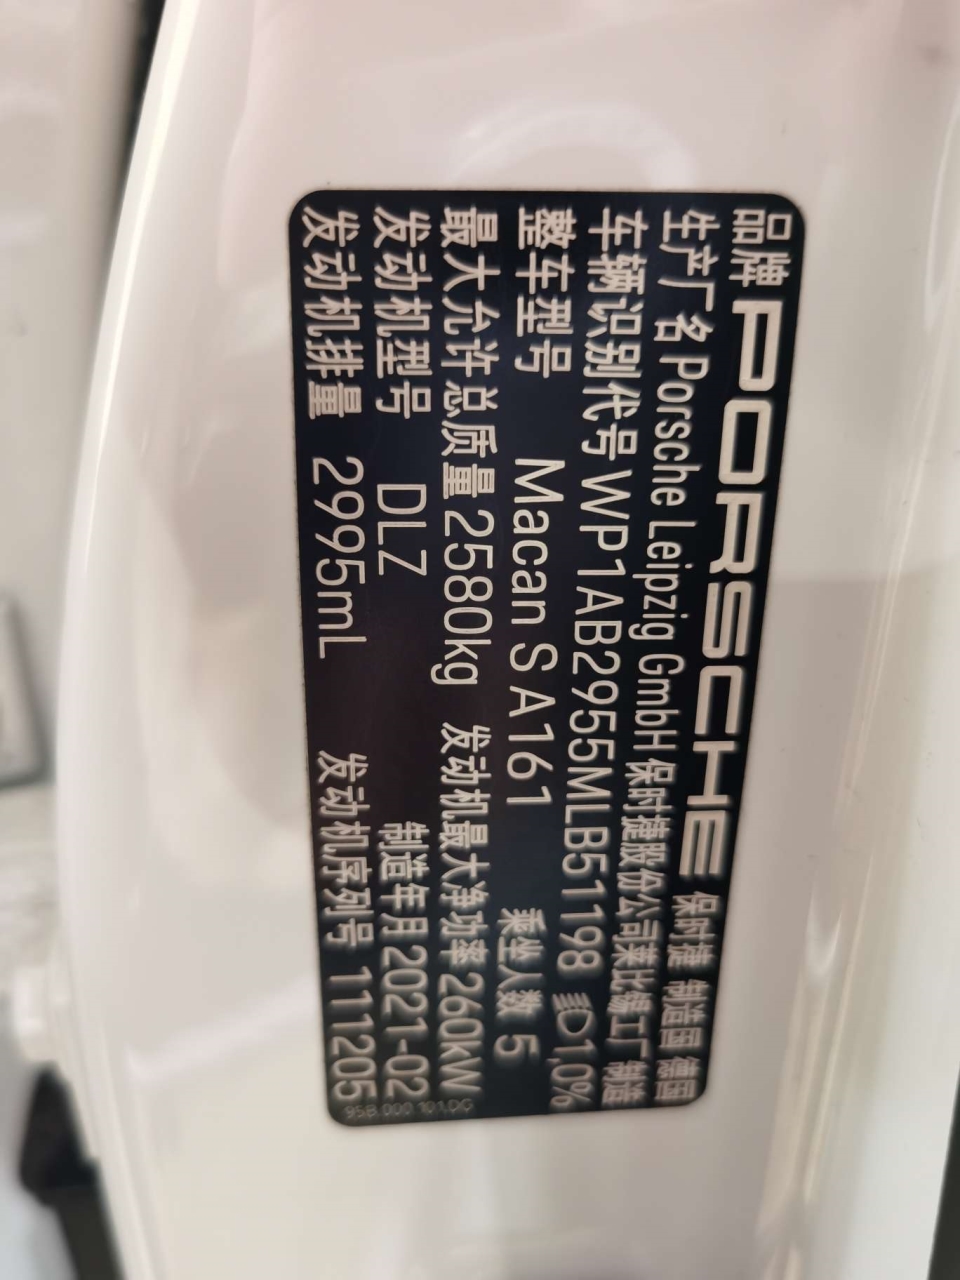 品牌 PORSCHE 保时捷 制造国 德国
生产厂名 Porsche Leipzig GmbH 保时捷股份公司莱比锡工厂 制造
车辆识别代号 WP1AB2955MLB51198 1,0%
整车型号 Macan S A161 乘坐人数 5
最大允许总质量 2580kg 发动机最大净功率 260kW
发动机型号 DLZ 制造年月 2021-02
发动机排量 2995mL 发动机序列号 111205
95B.000.101.DG